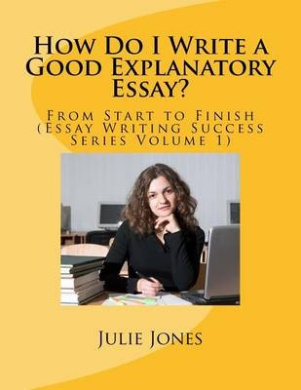 How Do I Write a
Good Explanatory
Essay?
From Start to Finish
(Essay Writing Success
Series Volume 1)
Julie Jones